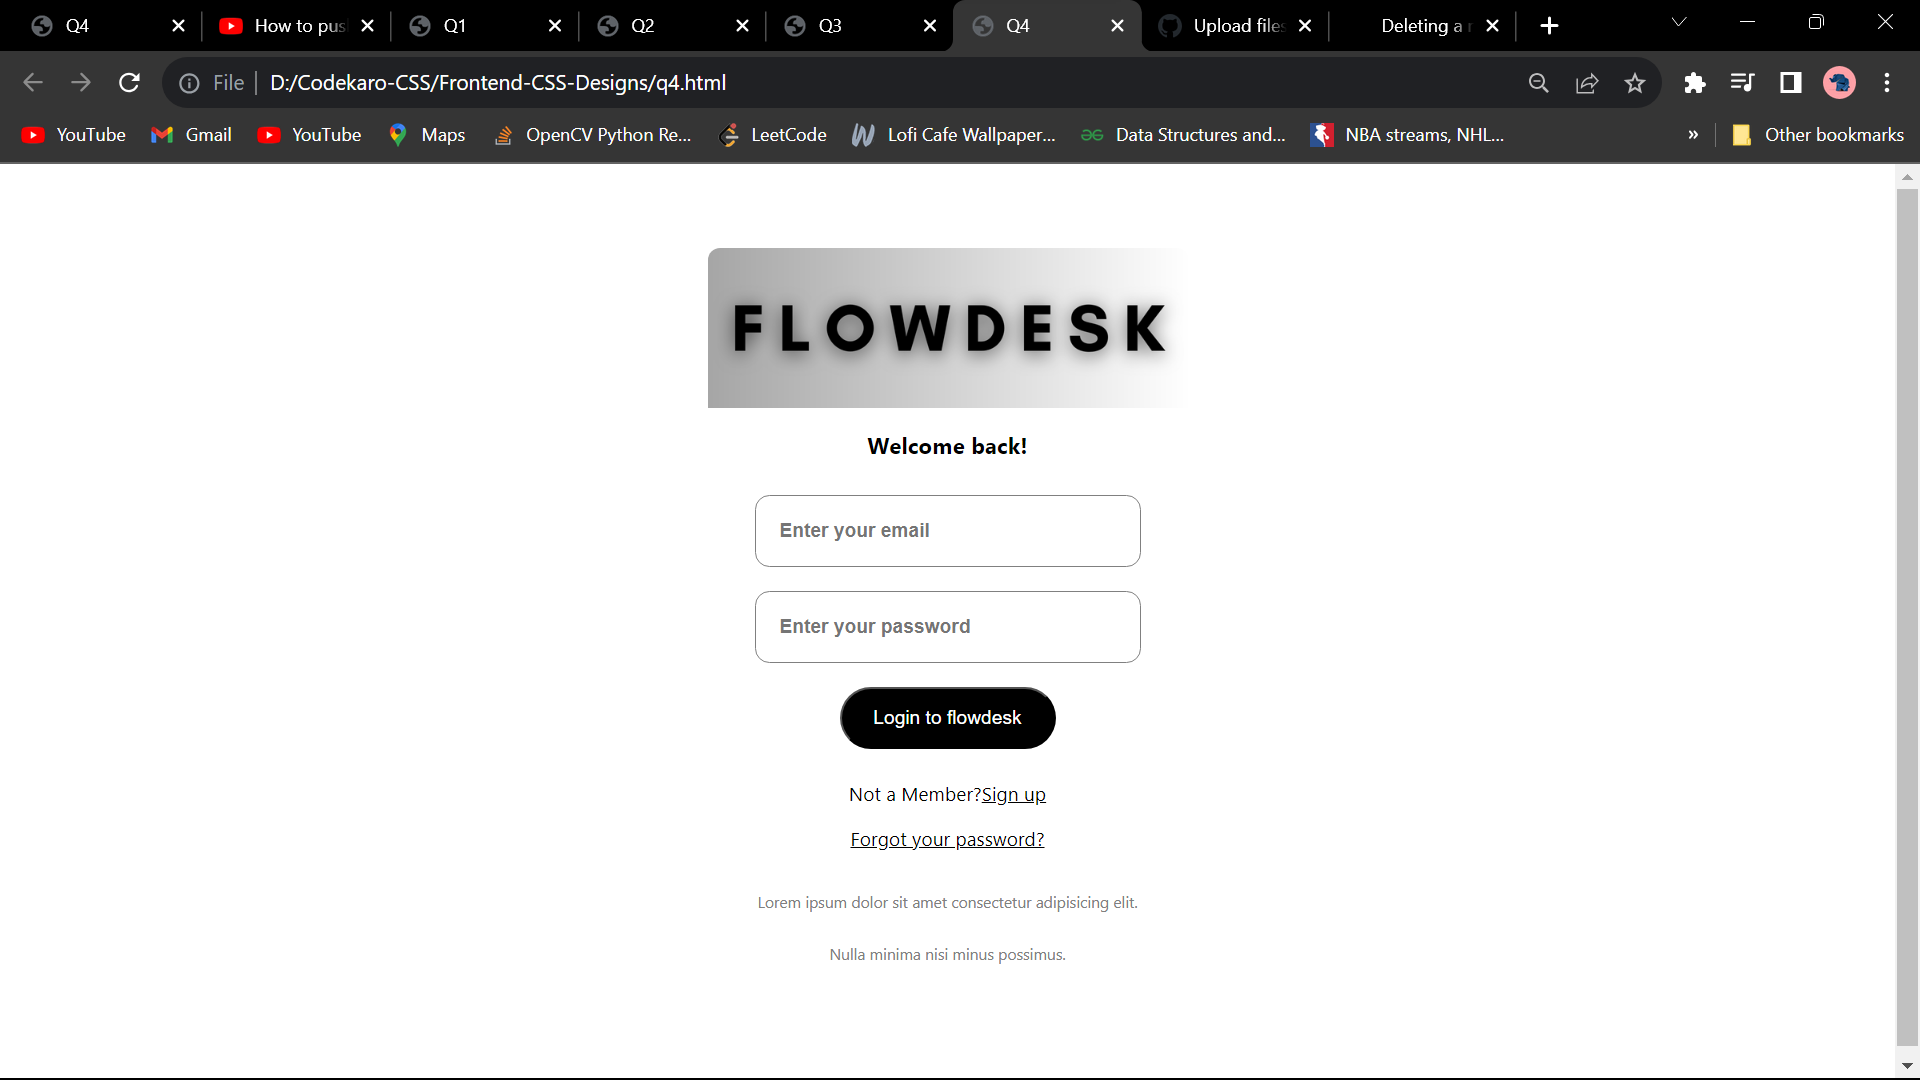 Q4
How to pus
Q1
Q2
Q3
Q4
Upload files
Deleting a r
File
D:/Codekaro-CSS/Frontend-CSS-Designs/q4.html
YouTube
Gmail
YouTube
Maps
OpenCV Python Re...
LeetCode
Lofi Cafe Wallpaper...
Data Structures and...
NBA streams, NHL...
»
Other bookmarks
FLOWDESK
Welcome back!
Enter your email
Enter your password
Login to flowdesk
Not a Member?Sign up
Forgot your password?
Lorem ipsum dolor sit amet consectetur adipisicing elit.
Nulla minima nisi minus possimus.